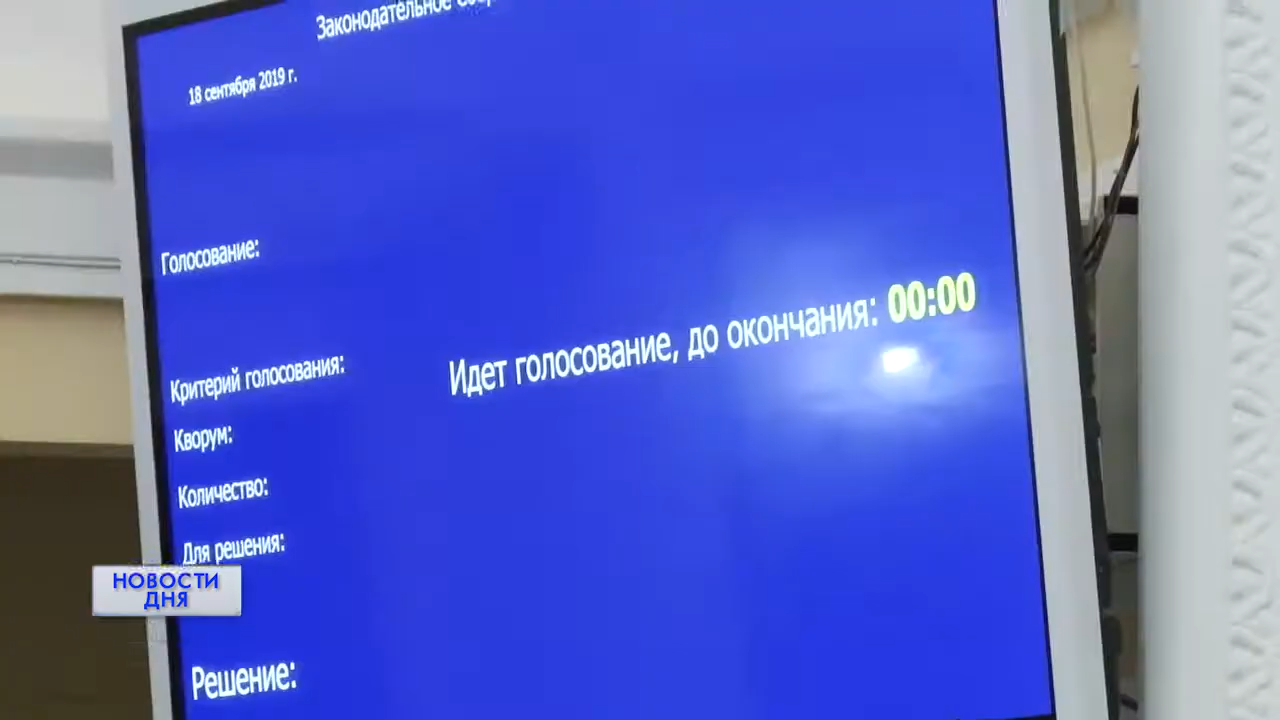 Законодательное
18 сентября 2019 г.
Голосование:
Идет голосование, до окончания: 00:00
Критерий голосования:
Кворум:
Количество:
Для решения:
НОВОСТИ
ДНЯ
Решение: